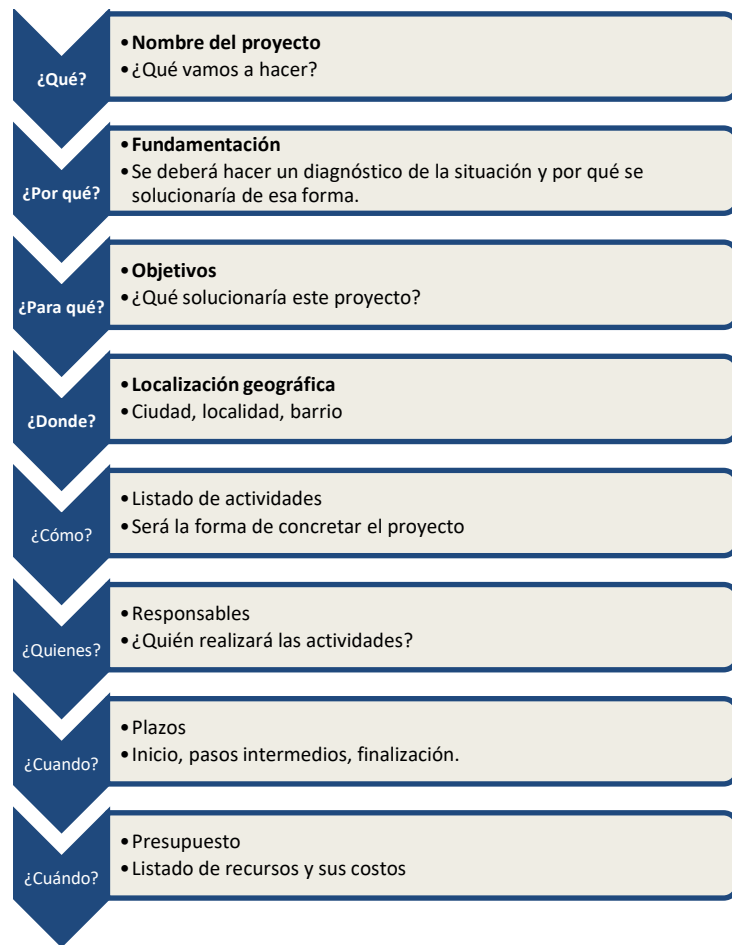 ¿Qué?
•Nombre del proyecto
•¿Qué vamos a hacer?
¿Por qué?
•Fundamentación
•Se deberá hacer un diagnóstico de la situación y por qué se
solucionaría de esa forma.
¿Para qué?
•Objetivos
•¿Qué solucionaría este proyecto?
¿Donde?
•Localización geográfica
•Ciudad, localidad, barrio
¿Cómo?
•Listado de actividades
•Será la forma de concretar el proyecto
¿Quienes?
•Responsables
•¿Quién realizará las actividades?
¿Cuando?
•Plazos
•Inicio, pasos intermedios, finalización.
¿Cuándo?
•Presupuesto
•Listado de recursos y sus costos